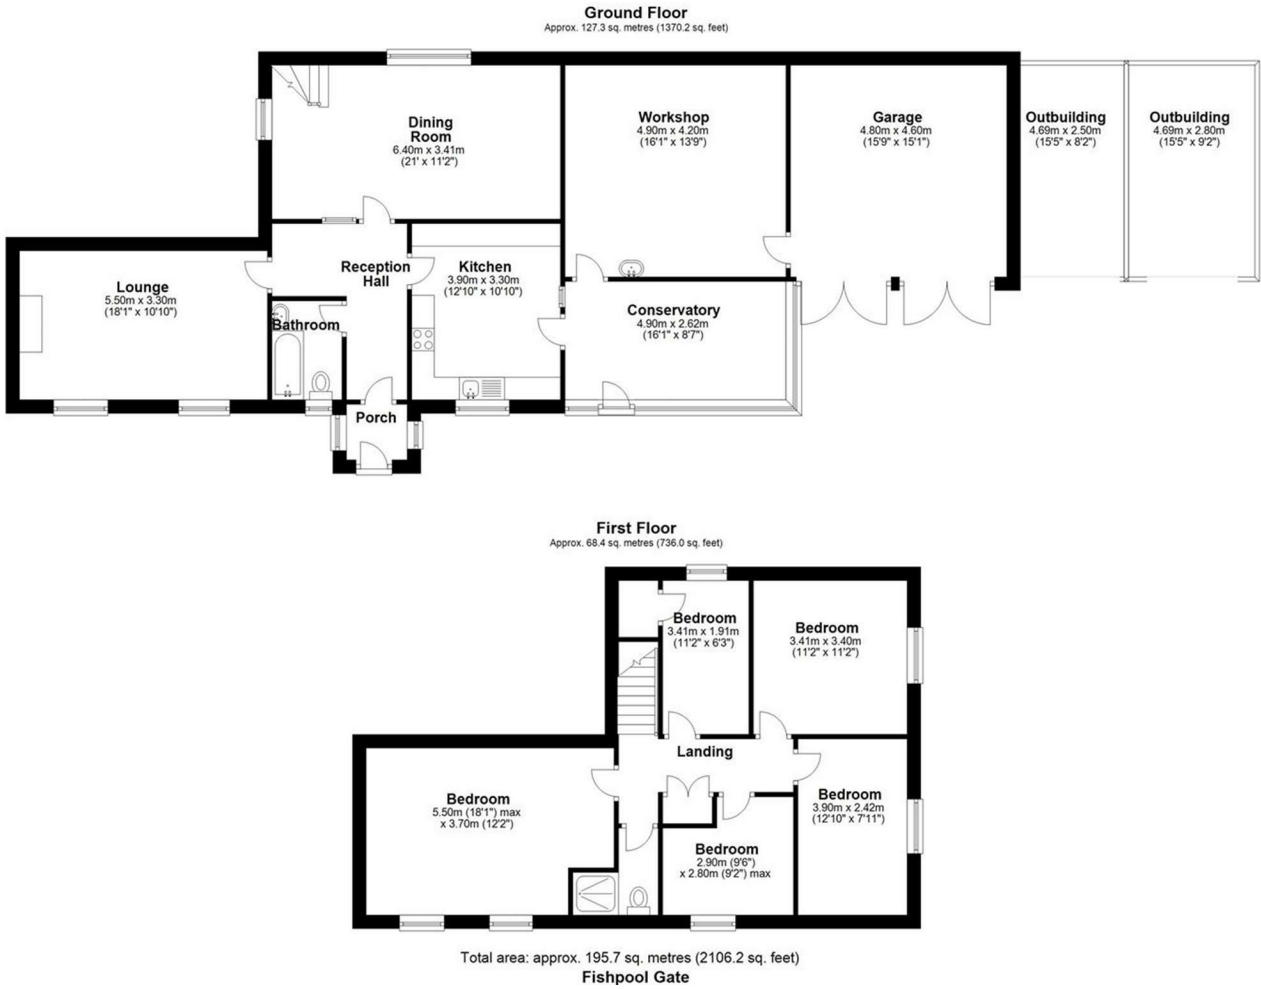 Ground Floor
Approx. 127.3 sq. metres (1370.2 sq. feet)
Dining
Room
6.40m x 3.41m
(21' x 11'2")
Workshop
4.90m x 4.20m
(16'1" x 13'9")
Garage
4.80m x 4.60m
(15'9" x 15'1")
Outbuilding
4.69m x 2.50m
(15'5" x 8'2")
Outbuilding
4.69m x 2.80m
(15'5" x 9'2")
Lounge
5.50m x 3.30m
(18'1" x 10'10")
Reception
Hall
Kitchen
3.90m x 3.30m
(12'10" x 10'10")
Bathroom
Conservatory
4.90m x 2.62m
(16'1" x 8'7")
Porch
First Floor
Approx. 68.4 sq. metres (736.0 sq. feet)
Bedroom
3.41m x 1.91m
(11'2" x 6'3")
Bedroom
3.41m x 3.40m
(11'2" x 11'2")
Landing
Bedroom
5.50m (18'1") max
x 3.70m (12'2")
Bedroom
3.90m x 2.42m
(12'10" x 7'11")
Bedroom
2.90m (9'6")
x 2.80m (9'2") max
Total area: approx. 195.7 sq. metres (2106.2 sq. feet)
Fishpool Gate